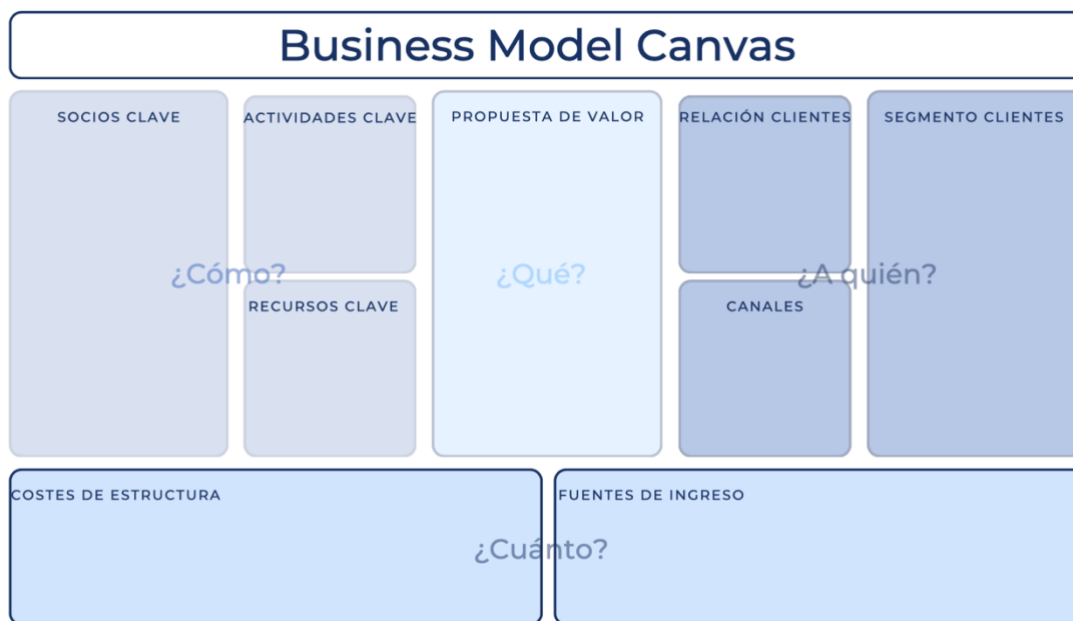 Business Model Canvas
SOCIOS CLAVE
ACTIVIDADES CLAVE
PROPUESTA DE VALOR
RELACIÓN CLIENTES
SEGMENTO CLIENTES
¿Cómo?
¿Qué?
¿A quién?
RECURSOS CLAVE
CANALES
COSTES DE ESTRUCTURA
FUENTES DE INGRESO
¿Cuánto?